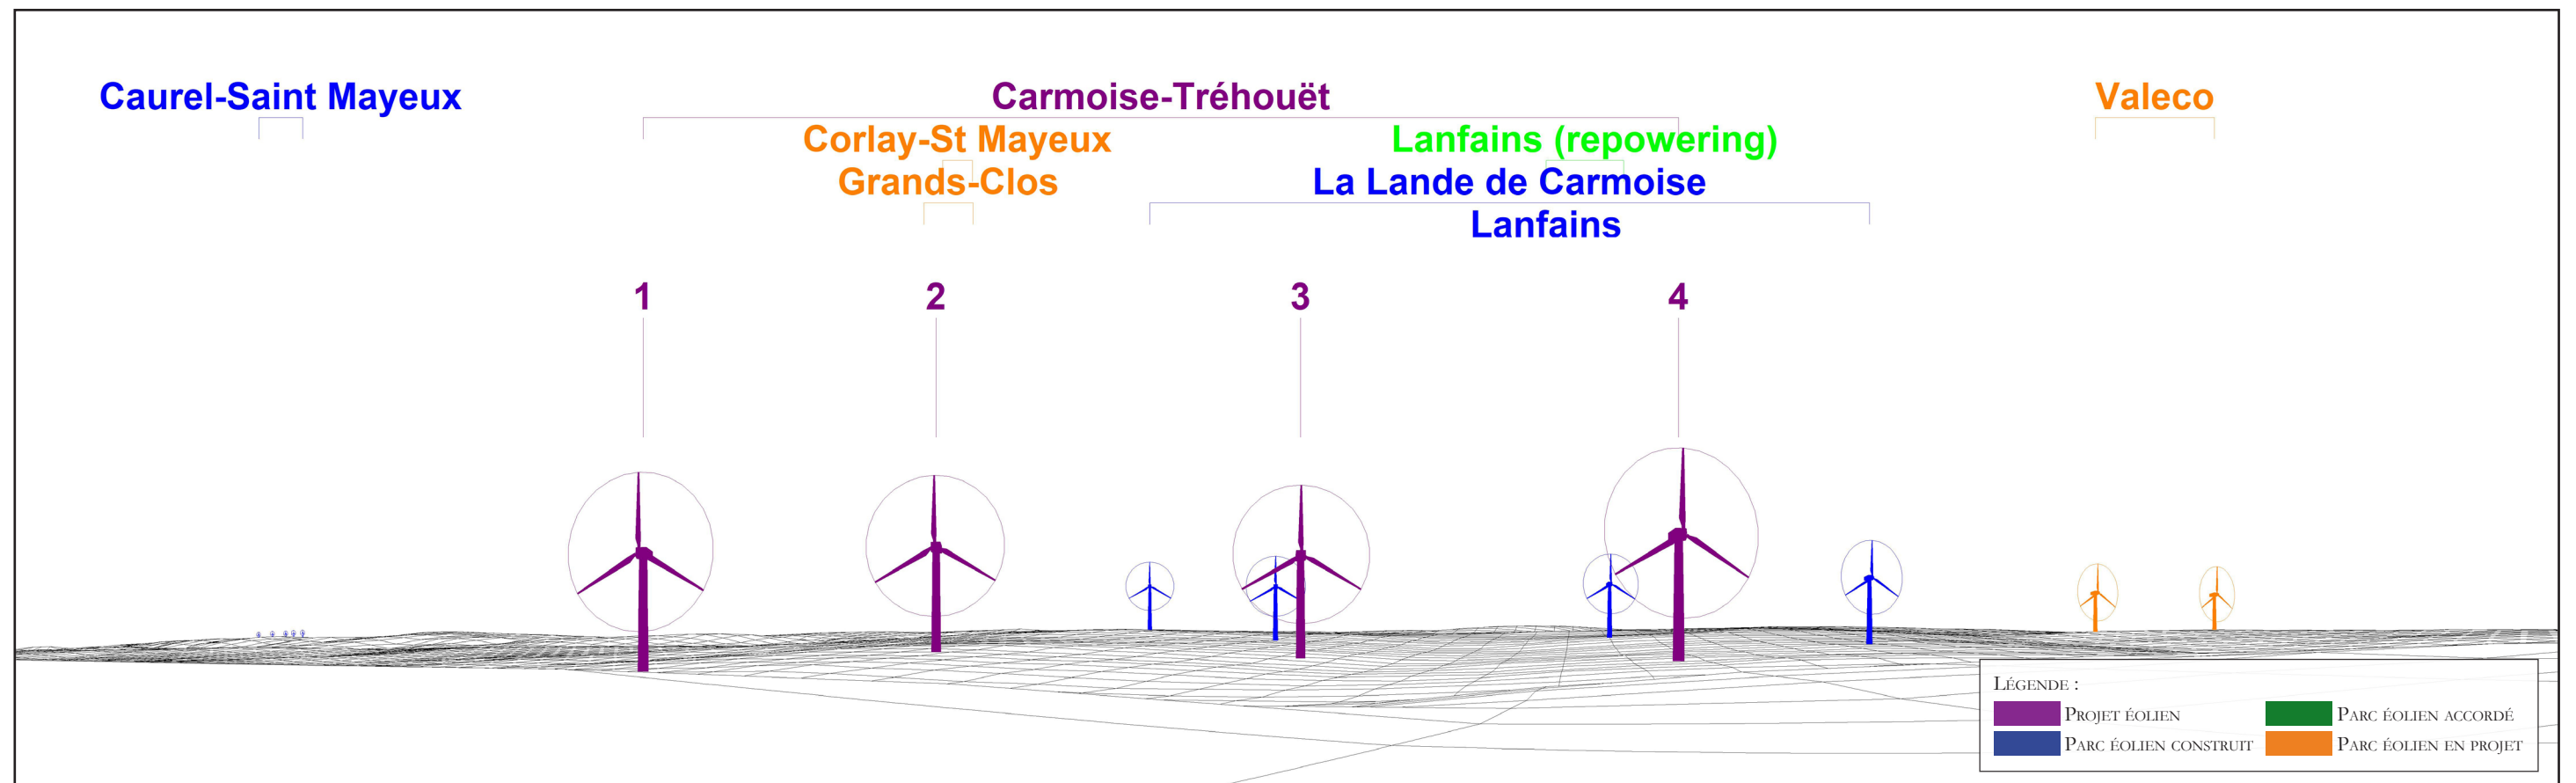 Caurel-Saint Mayeux
Carmoise-Tréhouët
Valeco
Corlay-St Mayeux
Lanfains (repowering)
Grands-Clos
La Lande de Carmoise
Lanfains
1
2
3
4
Légende :
Projet éolien
Parc éolien accordé
Parc éolien construit
Parc éolien en projet